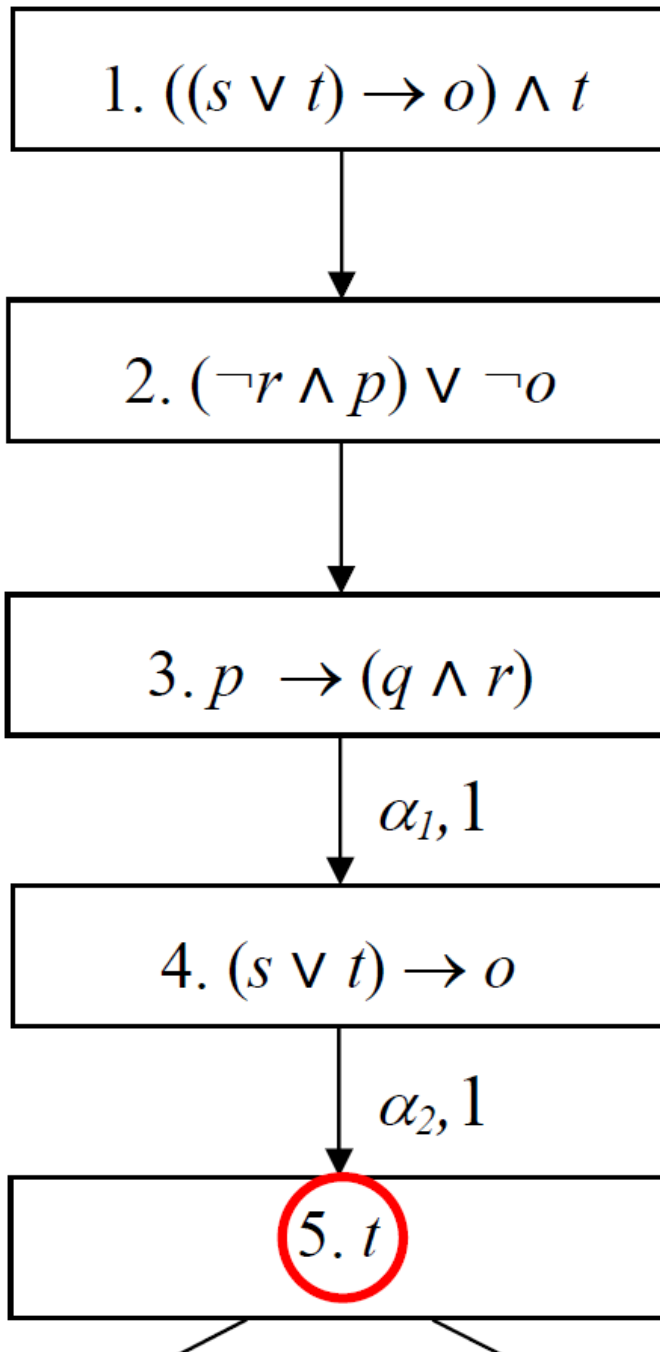 1. ((s ∨ t) → o) ∧ t
2. (¬r ∧ p) ∨ ¬o
3. p → (q ∧ r)
α₁, 1
4. (s ∨ t) → o
α₂, 1
5. t